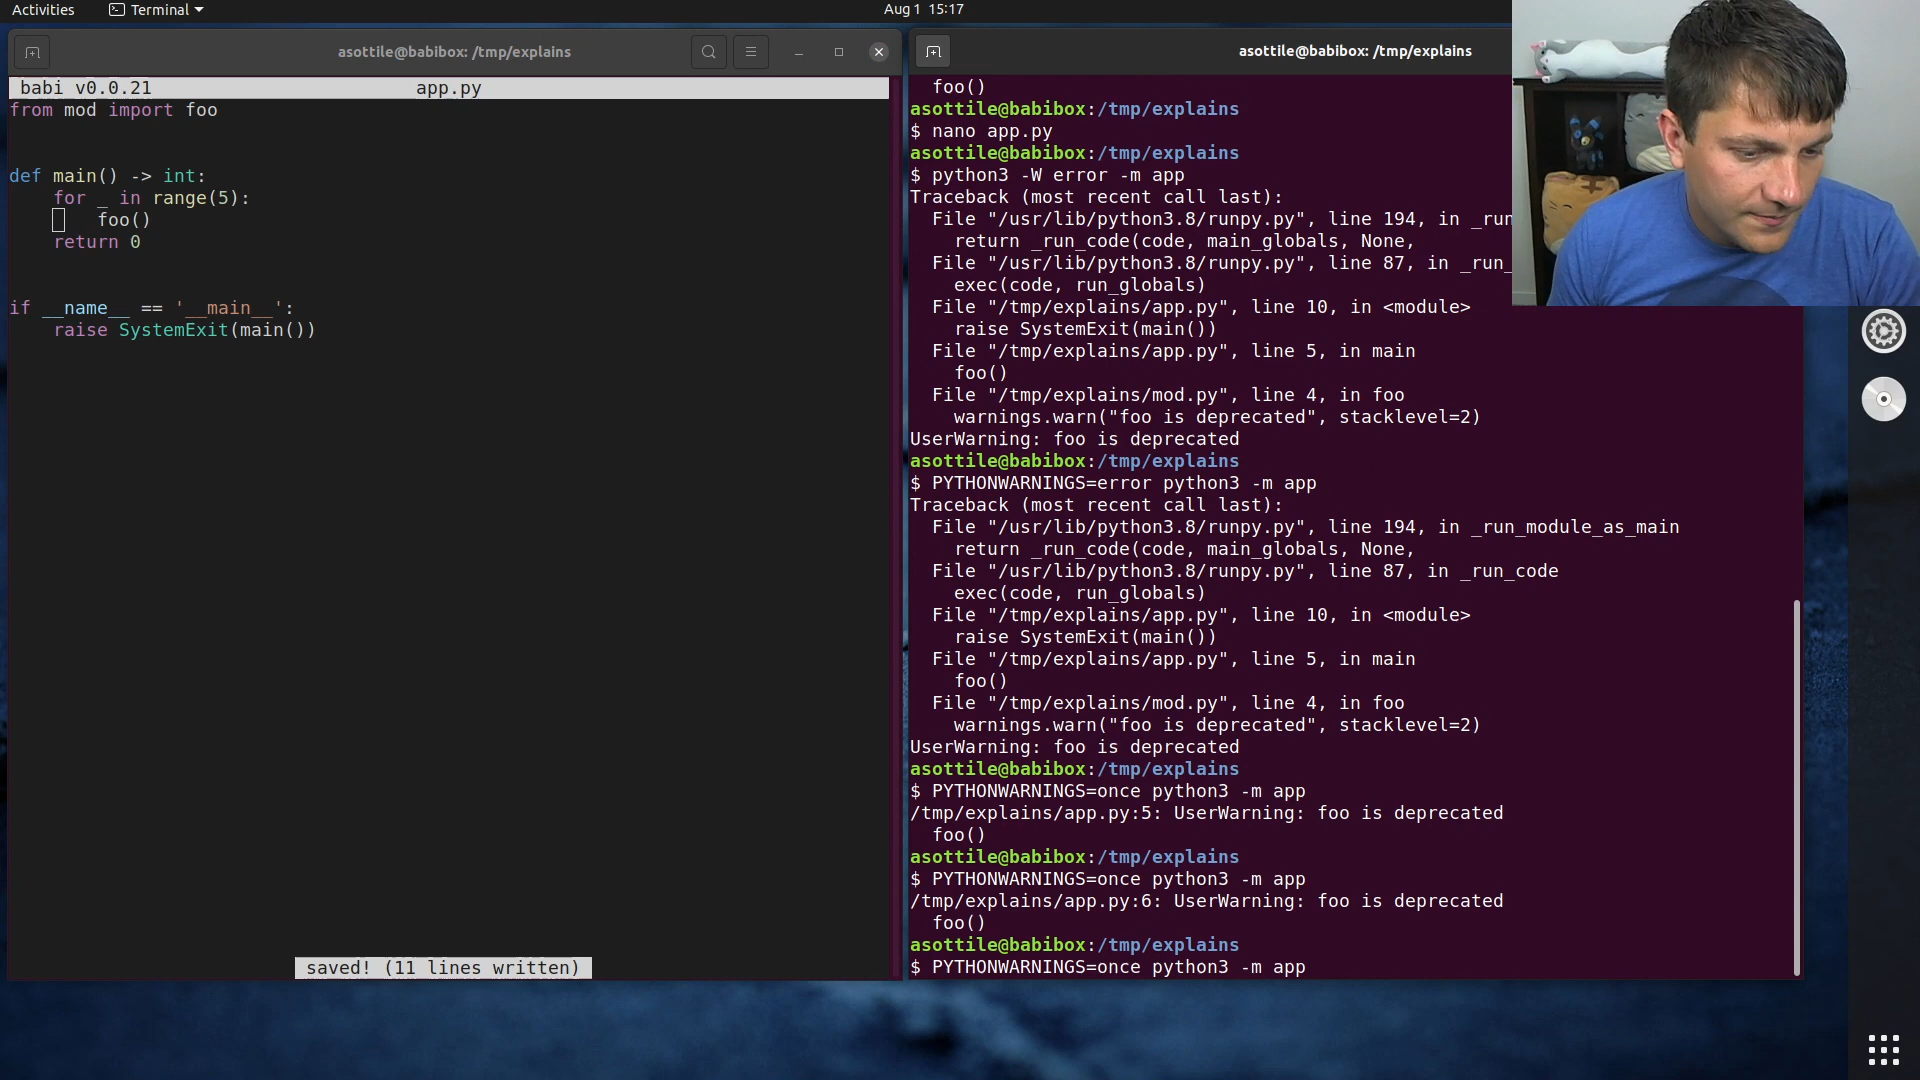 Activities
Terminal
Aug 1 15:17
asottile@babibox: /tmp/explains
babi v0.0.21 app.py
from mod import foo
def main() -> int:
    for _ in range(5):
        foo()
    return 0
if __name__ == '__main__':
    raise SystemExit(main())
saved! (11 lines written)
asottile@babibox: /tmp/explains
  foo()
asottile@babibox:/tmp/explains
$ nano app.py
asottile@babibox:/tmp/explains
$ python3 -W error -m app
Traceback (most recent call last):
  File "/usr/lib/python3.8/runpy.py", line 194, in _run
    return _run_code(code, main_globals, None,
  File "/usr/lib/python3.8/runpy.py", line 87, in _run_
    exec(code, run_globals)
  File "/tmp/explains/app.py", line 10, in <module>
    raise SystemExit(main())
  File "/tmp/explains/app.py", line 5, in main
    foo()
  File "/tmp/explains/mod.py", line 4, in foo
    warnings.warn("foo is deprecated", stacklevel=2)
UserWarning: foo is deprecated
asottile@babibox:/tmp/explains
$ PYTHONWARNINGS=error python3 -m app
Traceback (most recent call last):
  File "/usr/lib/python3.8/runpy.py", line 194, in _run_module_as_main
    return _run_code(code, main_globals, None,
  File "/usr/lib/python3.8/runpy.py", line 87, in _run_code
    exec(code, run_globals)
  File "/tmp/explains/app.py", line 10, in <module>
    raise SystemExit(main())
  File "/tmp/explains/app.py", line 5, in main
    foo()
  File "/tmp/explains/mod.py", line 4, in foo
    warnings.warn("foo is deprecated", stacklevel=2)
UserWarning: foo is deprecated
asottile@babibox:/tmp/explains
$ PYTHONWARNINGS=once python3 -m app
/tmp/explains/app.py:5: UserWarning: foo is deprecated
  foo()
asottile@babibox:/tmp/explains
$ PYTHONWARNINGS=once python3 -m app
/tmp/explains/app.py:6: UserWarning: foo is deprecated
  foo()
asottile@babibox:/tmp/explains
$ PYTHONWARNINGS=once python3 -m app